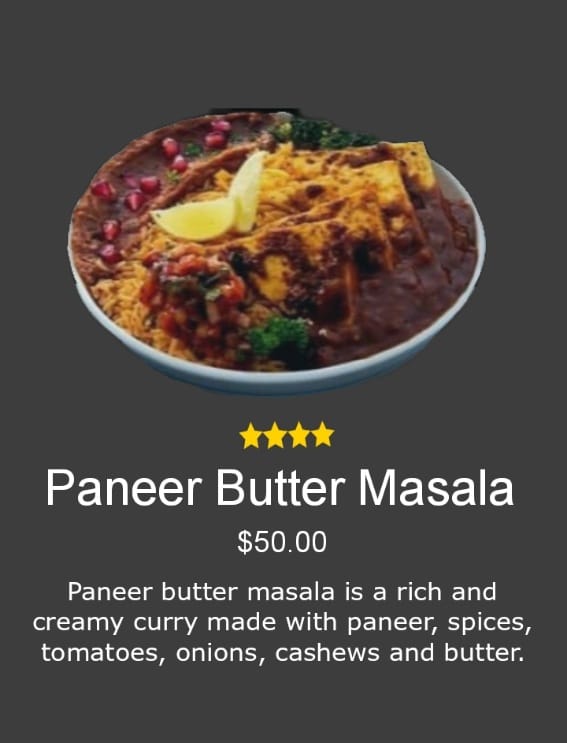 Paneer Butter Masala
$50.00
Paneer butter masala is a rich and
creamy curry made with paneer, spices,
tomatoes, onions, cashews and butter.